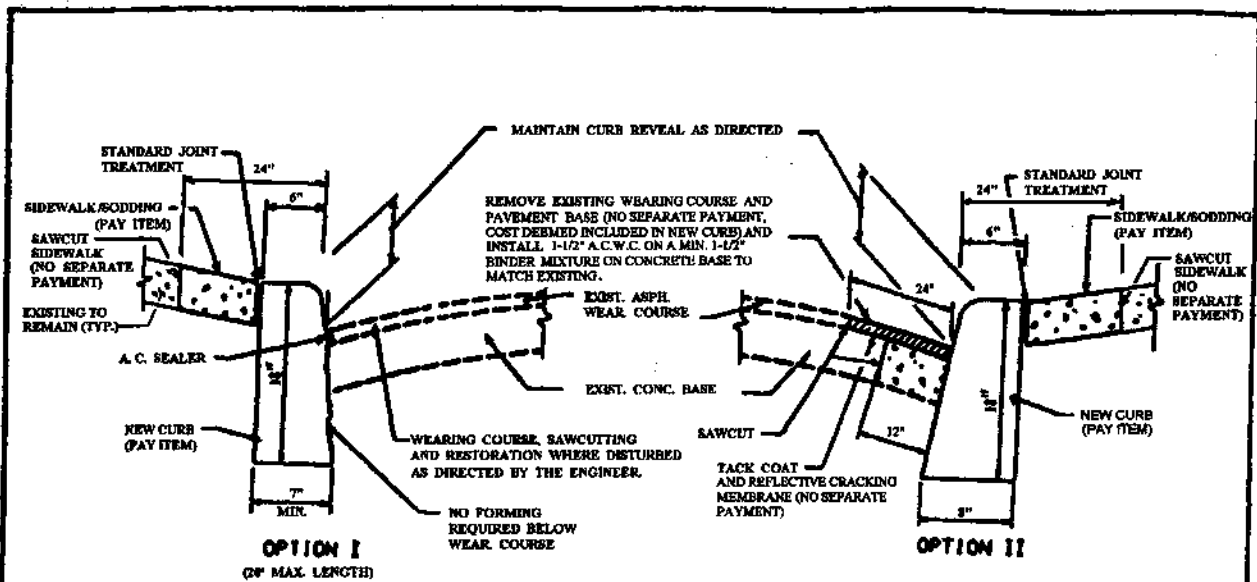 MAINTAIN CURB REVEAL AS DIRECTED
STANDARD JOINT
TREATMENT
24"
6"
SIDEWALK/SODDING
(PAY ITEM)
SAWCUT
SIDEWALK
(NO SEPARATE
PAYMENT)
EXISTING TO
REMAIN (TYP.)
A.C. SEALER
18"
NEW CURB
(PAY ITEM)
7"
MIN.
OPTION I
WEARING COURSE, SAWCUTTING
AND RESTORATION WHERE DISTURBED
AS DIRECTED BY THE ENGINEER.
NO FORMING
REQUIRED BELOW
WEAR COURSE
REMOVE EXISTING WEARING COURSE AND
PAVEMENT BASE (NO SEPARATE PAYMENT,
COST DEEMED INCLUDED IN NEW CURB) AND
INSTALL 1-1/2" A.C.W.C. ON A MIN. 1-1/2"
BINDER MIXTURE ON CONCRETE BASE TO
MATCH EXISTING.
EXIST. ASPH.
WEAR. COURSE
EXIST. CONC. BASE
24"
SAWCUT
12"
TACK COAT
AND REFLECTIVE CRACKING
MEMBRANE (NO SEPARATE
PAYMENT)
STANDARD JOINT
TREATMENT
24"
6"
SIDEWALK/SODDING
(PAY ITEM)
SAWCUT
SIDEWALK
(NO
SEPARATE
PAYMENT)
18"
NEW CURB
(PAY ITEM)
8"
OPTION II
MAX. LENGTH)